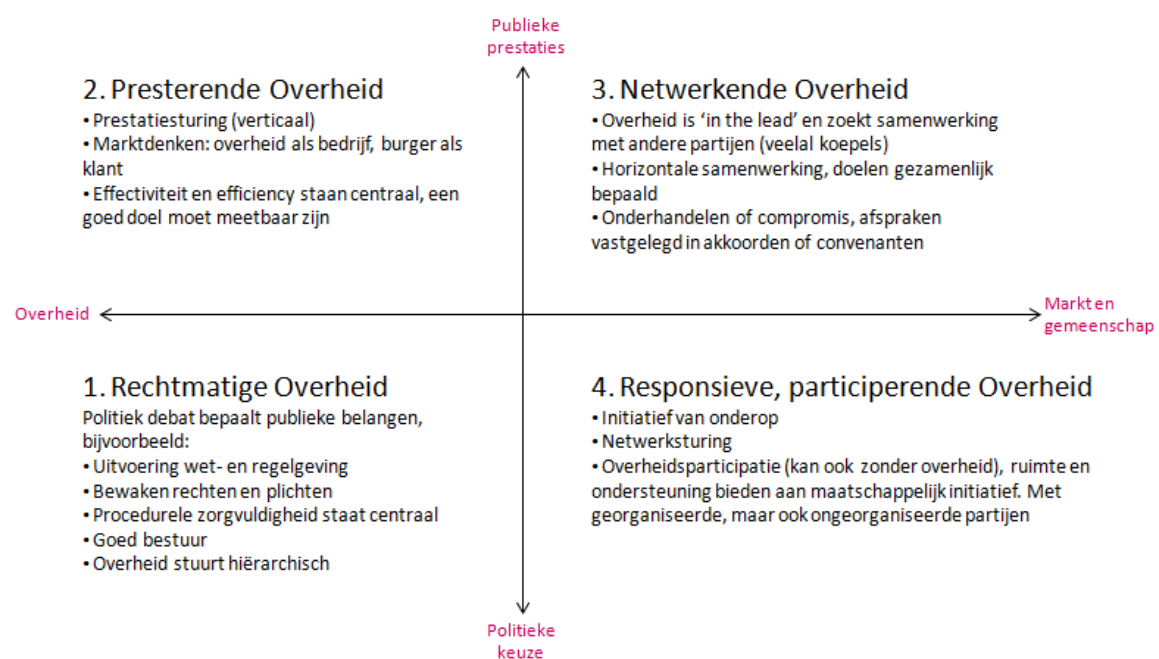 Publieke
prestaties
2. Presterende Overheid
• Prestatiesturing (verticaal)
• Marktdenken: overheid als bedrijf, burger als
klant
• Effectiviteit en efficiency staan centraal, een
goed doel moet meetbaar zijn
3. Netwerkende Overheid
• Overheid is ‘in the lead’ en zoekt samenwerking
met andere partijen (veelal koepels)
• Horizontale samenwerking, doelen gezamenlijk
bepaald
• Onderhandelen of compromis, afspraken
vastgelegd in akkoorden of convenanten
Overheid
Markt en
gemeenschap
1. Rechtmatige Overheid
Politiek debat bepaalt publieke belangen,
bijvoorbeeld:
• Uitvoering wet- en regelgeving
• Bewaken rechten en plichten
• Procedurele zorgvuldigheid staat centraal
• Goed bestuur
• Overheid stuurt hiërarchisch
4. Responsieve, participerende Overheid
• Initiatief van onderop
• Netwerksturing
• Overheidsparticipatie (kan ook zonder overheid), ruimte en
ondersteuning bieden aan maatschappelijk initiatief. Met
georganiseerde, maar ook ongeorganiseerde partijen
Politieke
keuze